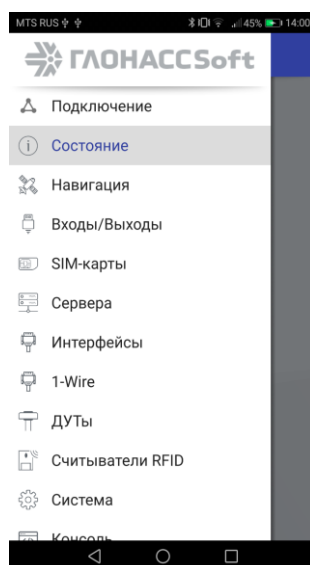 MTS RUS 45% 14:00
ГЛОНАССSoft
Подключение
Состояние
Навигация
Входы/Выходы
SIM-карты
Сервера
Интерфейсы
1-Wire
ДУТы
Считыватели RFID
Система
Консоль